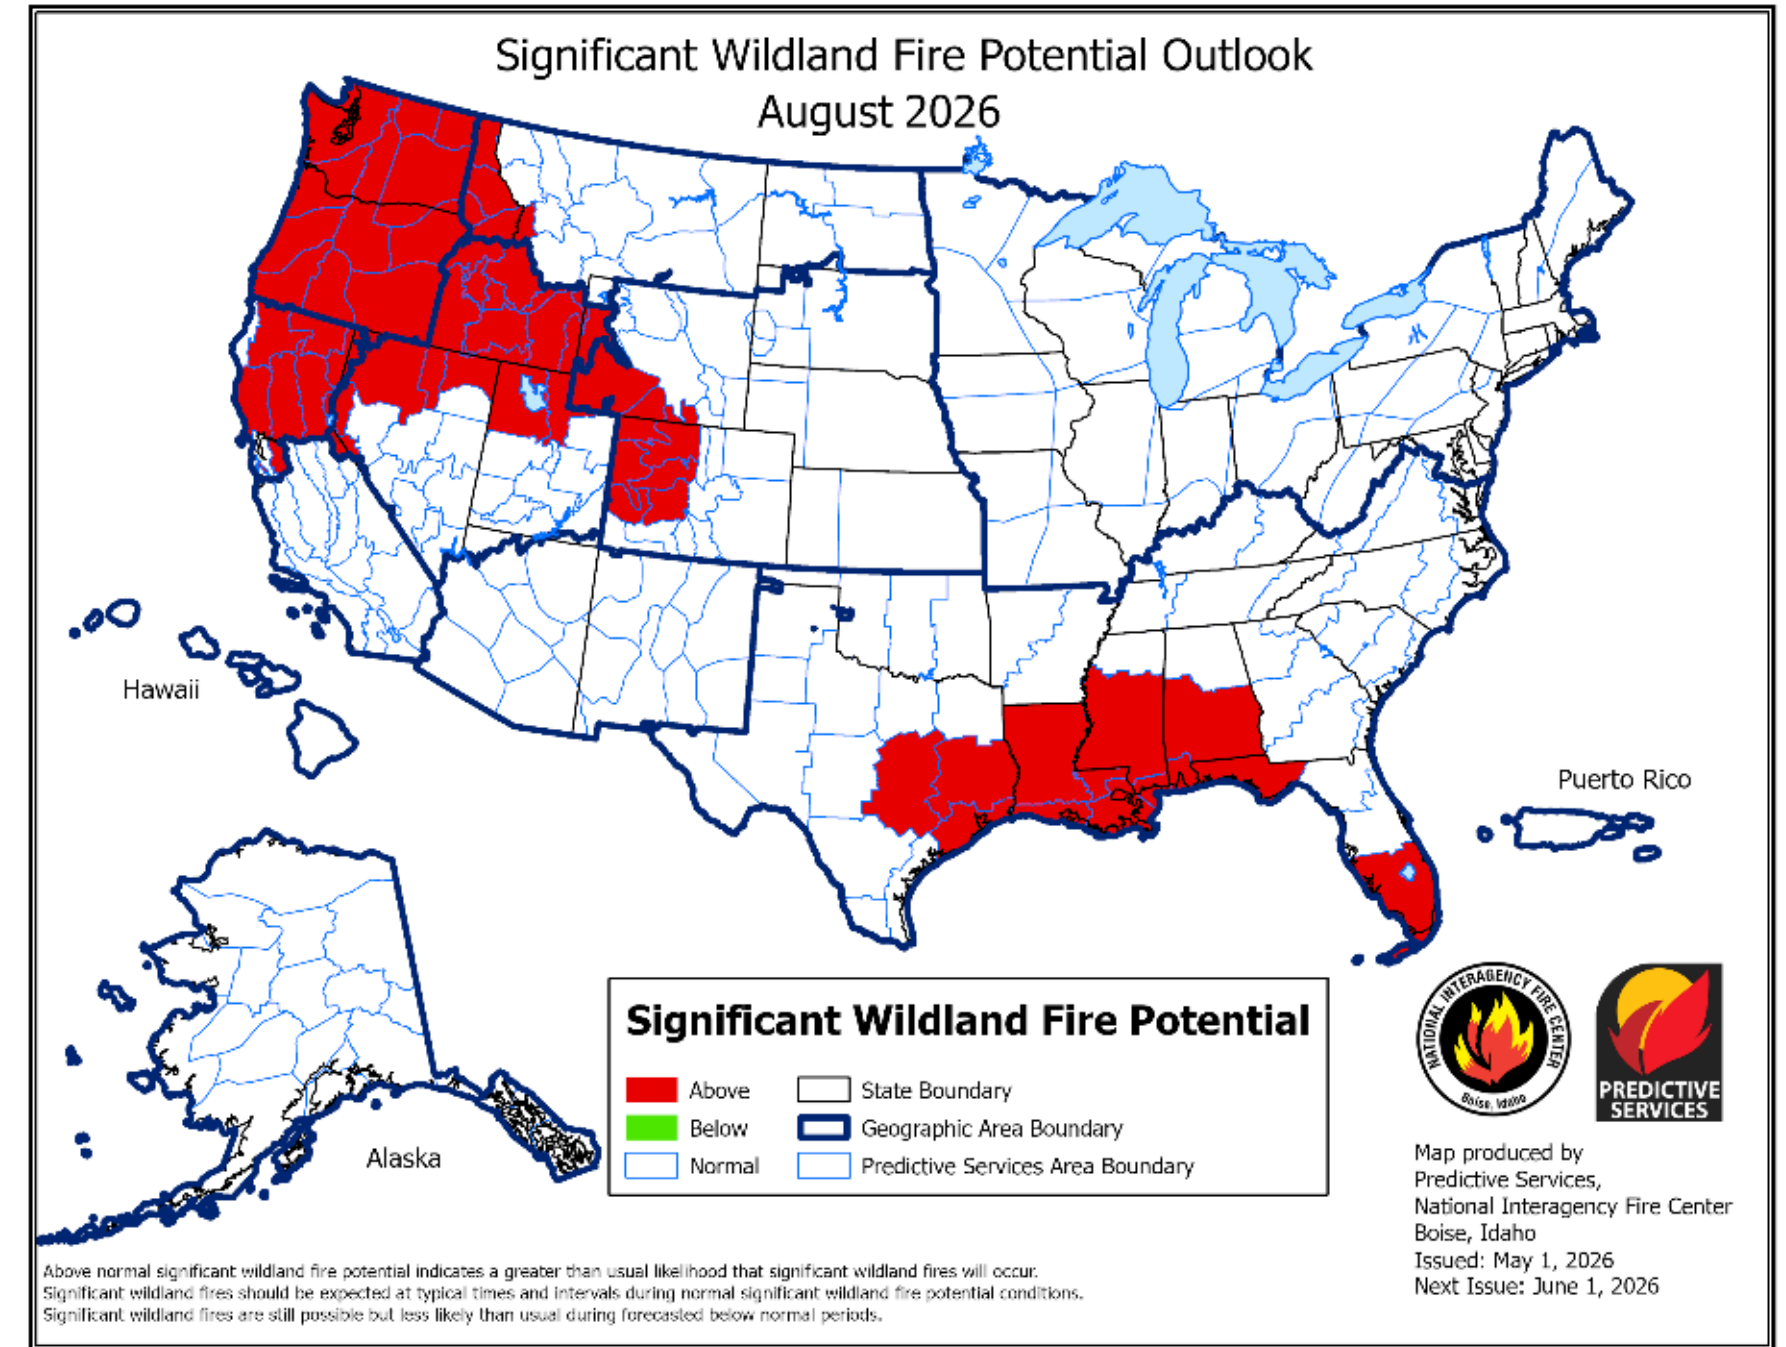 Significant Wildland Fire Potential Outlook
August 2026
Hawaii
Puerto Rico
Alaska
Significant Wildland Fire Potential
Above
State Boundary
Below
Geographic Area Boundary
Normal
Predictive Services Area Boundary
NATIONAL INTERAGENCY FIRE CENTER
Boise, Idaho
PREDICTIVE
SERVICES
Map produced by
Predictive Services,
National Interagency Fire Center
Boise, Idaho
Issued: May 1, 2026
Next Issue: June 1, 2026
Above normal significant wildland fire potential indicates a greater than usual likelihood that significant wildland fires will occur.
Significant wildland fires should be expected at typical times and intervals during normal significant wildland fire potential conditions.
Significant wildland fires are still possible but less likely than usual during forecasted below normal periods.